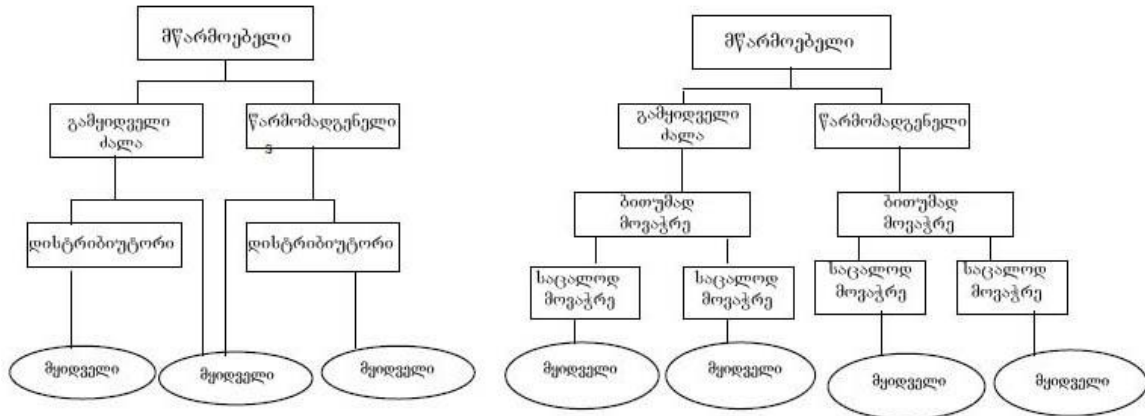 მწარმოებელი
გამყიდველი
ძალა
წარმომადგენელი
ვ
დისტრიბიუტორი
დისტრიბიუტორი
მყიდველი
მყიდველი
მყიდველი
მწარმოებელი
გამყიდველი
ძალა
წარმომადგენელი
ბითუმად
მოვაჭრე
ბითუმად
მოვაჭრე
საცალოდ
მოვაჭრე
საცალოდ
მოვაჭრე
საცალოდ
მოვაჭრე
საცალოდ
მოვაჭრე
მყიდველი
მყიდველი
მყიდველი
მყიდველი